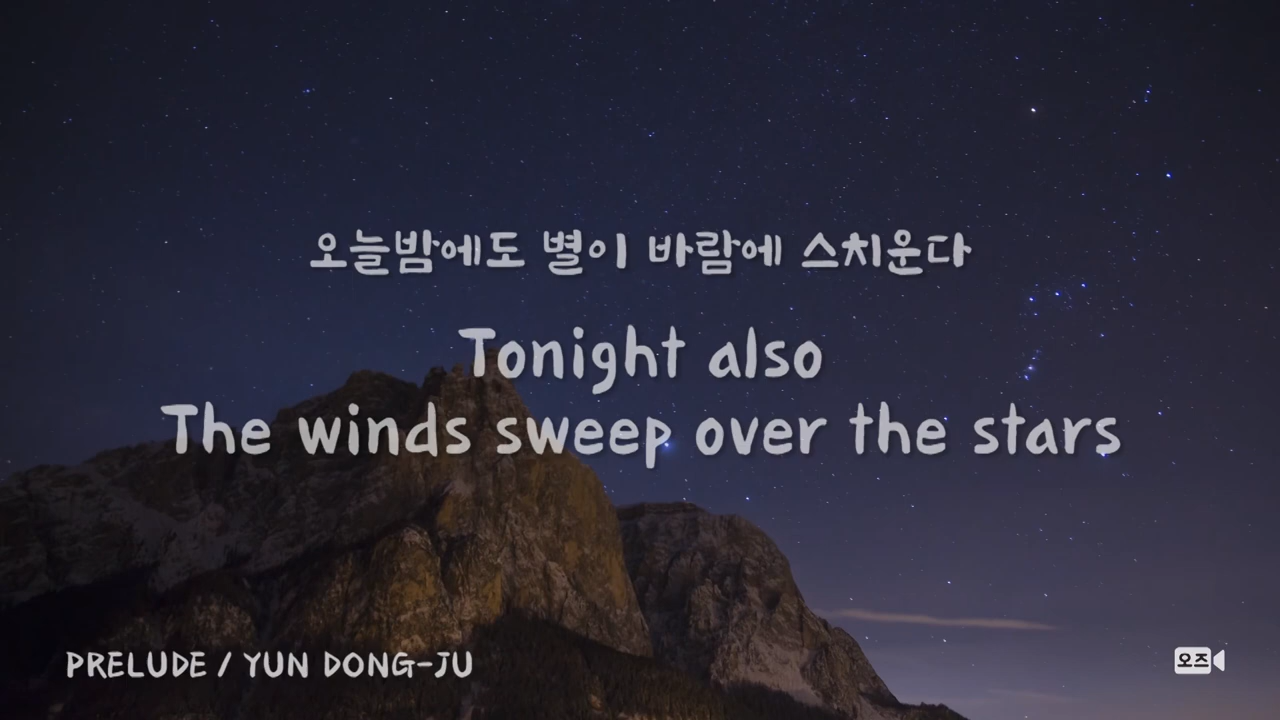 오늘밤에도 별이 바람에 스치운다
Tonight also
The winds sweep over the stars
PRELUDE / YUN DONG-JU
오즈